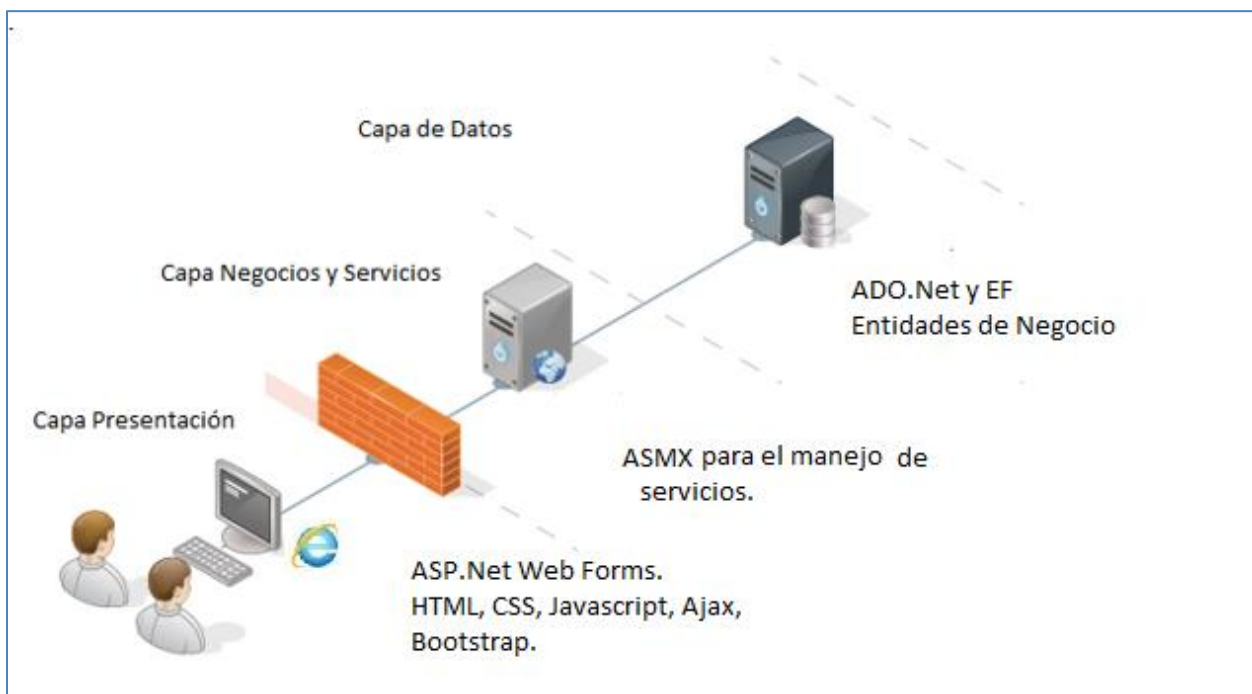 Capa de Datos
ADO.Net y EF
Entidades de Negocio
Capa Negocios y Servicios
ASMX para el manejo de
servicios.
Capa Presentación
ASP.Net Web Forms.
HTML, CSS, Javascript, Ajax,
Bootstrap.